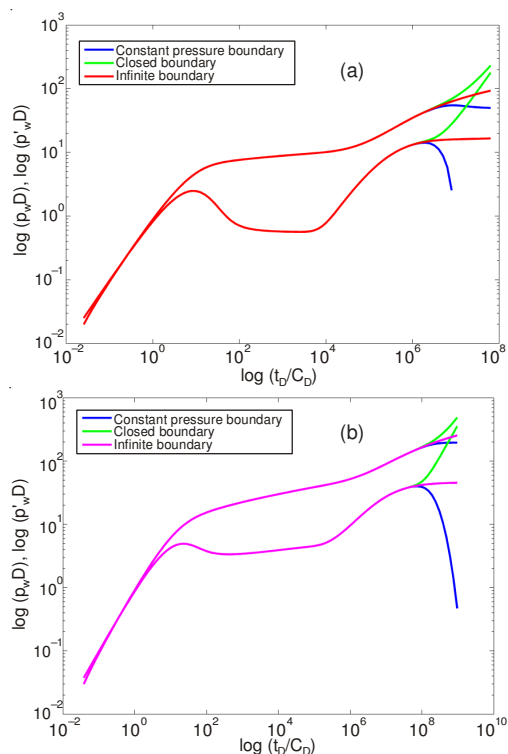 10³
Constant pressure boundary
Closed boundary
Infinite boundary
(a)
10²
10¹
10⁰
10⁻¹
10⁻²
log (p_wD), log (p'_wD)
10⁻² 10⁰ 10² 10⁴ 10⁶ 10⁸
log (t_D/C_D)
10³
Constant pressure boundary
Closed boundary
Infinite boundary
(b)
10²
10¹
10⁰
10⁻¹
10⁻²
log (p_wD), log (p'_wD)
10⁻² 10⁰ 10² 10⁴ 10⁶ 10⁸ 10¹⁰
log (t_D/C_D)